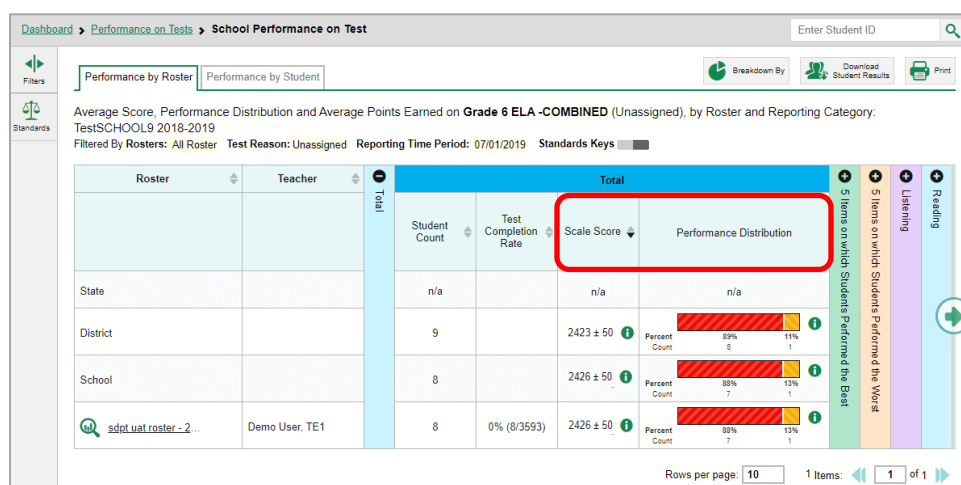 Dashboard > Performance on Tests > School Performance on Test
Enter Student ID
Filters
Standards
Performance by Roster
Performance by Student
Breakdown By
Download Student Results
Print
Average Score, Performance Distribution and Average Points Earned on Grade 6 ELA -COMBINED (Unassigned), by Roster and Reporting Category:
TestSCHOOL9 2018-2019
Filtered By Rosters: All Roster Test Reason: Unassigned Reporting Time Period: 07/01/2019 Standards Keys
Roster
Teacher
Total
Total
Student Count
Test Completion Rate
Scale Score
Performance Distribution
5 Items on which Students Performed the Best
5 Items on which Students Performed the Worst
Listening
Reading
State n/a n/a n/a
District 9 2423 ± 50
Percent 89% 11%
Count 8 1
School 8 2426 ± 50
Percent 88% 13%
Count 7 1
sdpt uat roster - 2... Demo User, TE1 8 0% (8/3593) 2426 ± 50
Percent 88% 13%
Count 7 1
Rows per page: 10 1 Items: 1 of 1